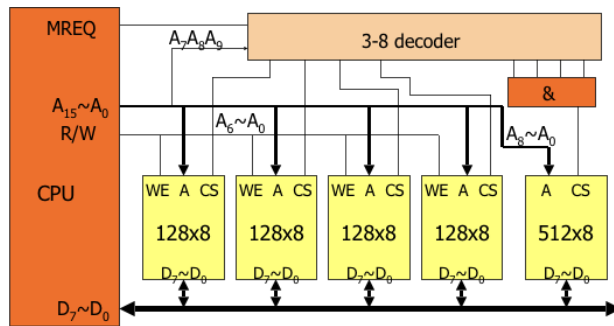 MREQ
3-8 decoder
A7A8A9
&
A15~A0
R/W
A6~A0
A8~A0
CPU
WE A CS
WE A CS
WE A CS
WE A CS
A CS
128x8
128x8
128x8
128x8
512x8
D7~D0
D7~D0
D7~D0
D7~D0
D7~D0
D7~D0